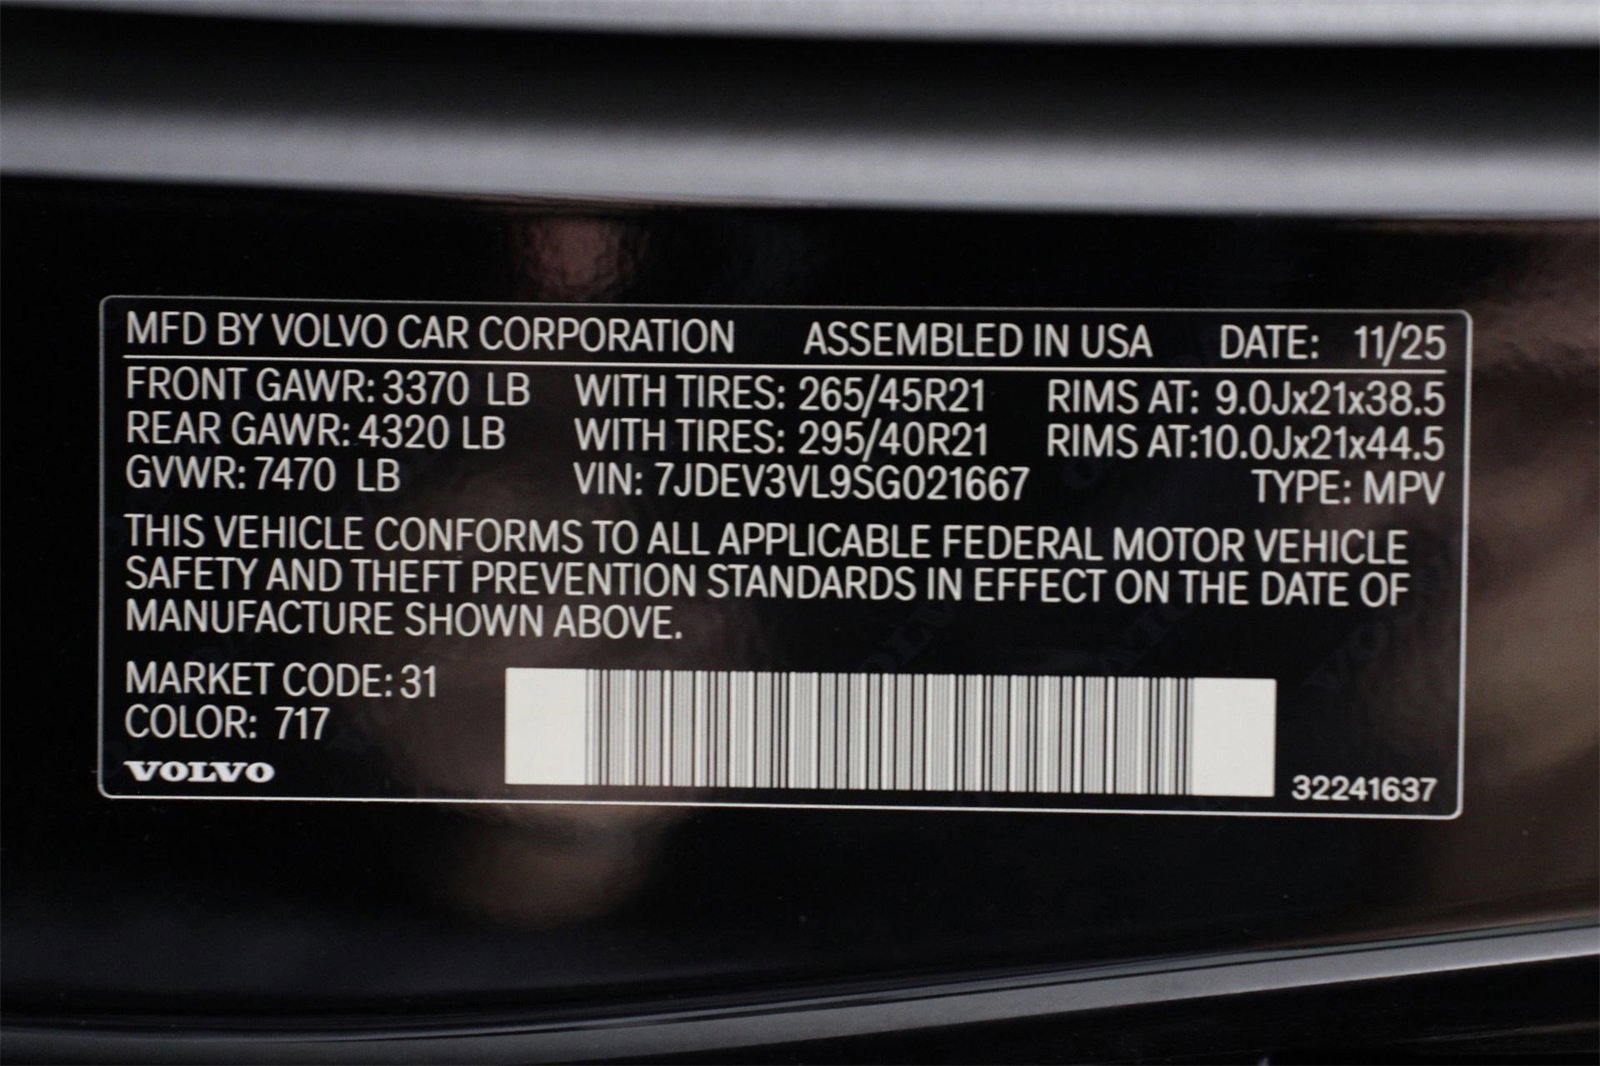 MFD BY VOLVO CAR CORPORATION ASSEMBLED IN USA DATE: 11/25
FRONT GAWR: 3370 LB WITH TIRES: 265/45R21 RIMS AT: 9.0Jx21x38.5
REAR GAWR: 4320 LB WITH TIRES: 295/40R21 RIMS AT:10.0Jx21x44.5
GVWR: 7470 LB VIN: 7JDEV3VL9SG021667 TYPE: MPV
THIS VEHICLE CONFORMS TO ALL APPLICABLE FEDERAL MOTOR VEHICLE
SAFETY AND THEFT PREVENTION STANDARDS IN EFFECT ON THE DATE OF
MANUFACTURE SHOWN ABOVE.
MARKET CODE: 31
COLOR: 717
VOLVO
32241637